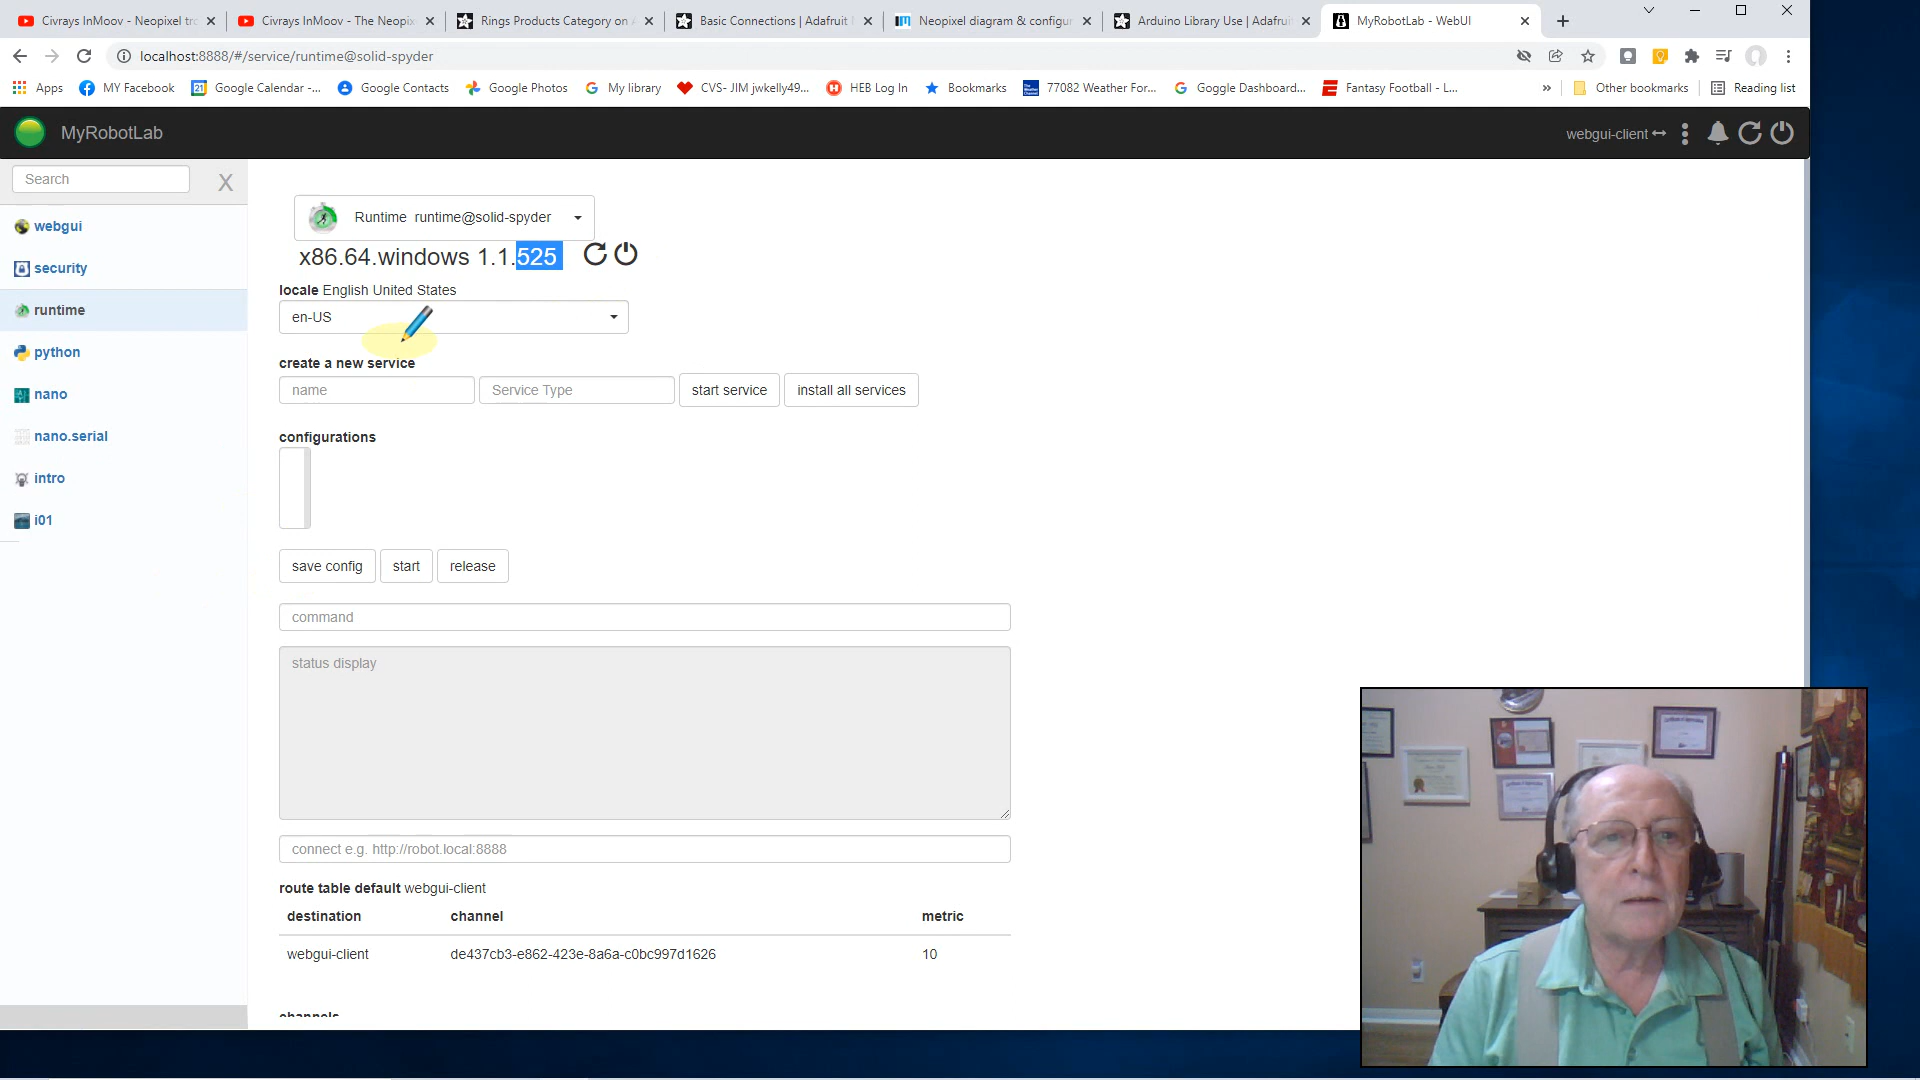 Civrays InMoov - Neopixel tro
Civrays InMoov - The Neopix
Rings Products Category on A
Basic Connections | Adafruit
Neopixel diagram & configur
Arduino Library Use | Adafruit
MyRobotLab - WebUI
localhost:8888/#/service/runtime@solid-spyder
Apps
MY Facebook
Google Calendar -...
Google Contacts
Google Photos
My library
CVS- JIM jwkelly49...
HEB Log In
Bookmarks
77082 Weather For...
Goggle Dashboard...
Fantasy Football - L...
»
Other bookmarks
Reading list
MyRobotLab
webgui-client
Search
X
webgui
security
runtime
python
nano
nano.serial
intro
i01
Runtime runtime@solid-spyder
x86.64.windows 1.1.525
locale English United States
en-US
create a new service
name
Service Type
start service
install all services
configurations
save config
start
release
command
status display
connect e.g. http://robot.local:8888
route table default webgui-client
destination channel metric
webgui-client de437cb3-e862-423e-8a6a-c0bc997d1626 10
channels